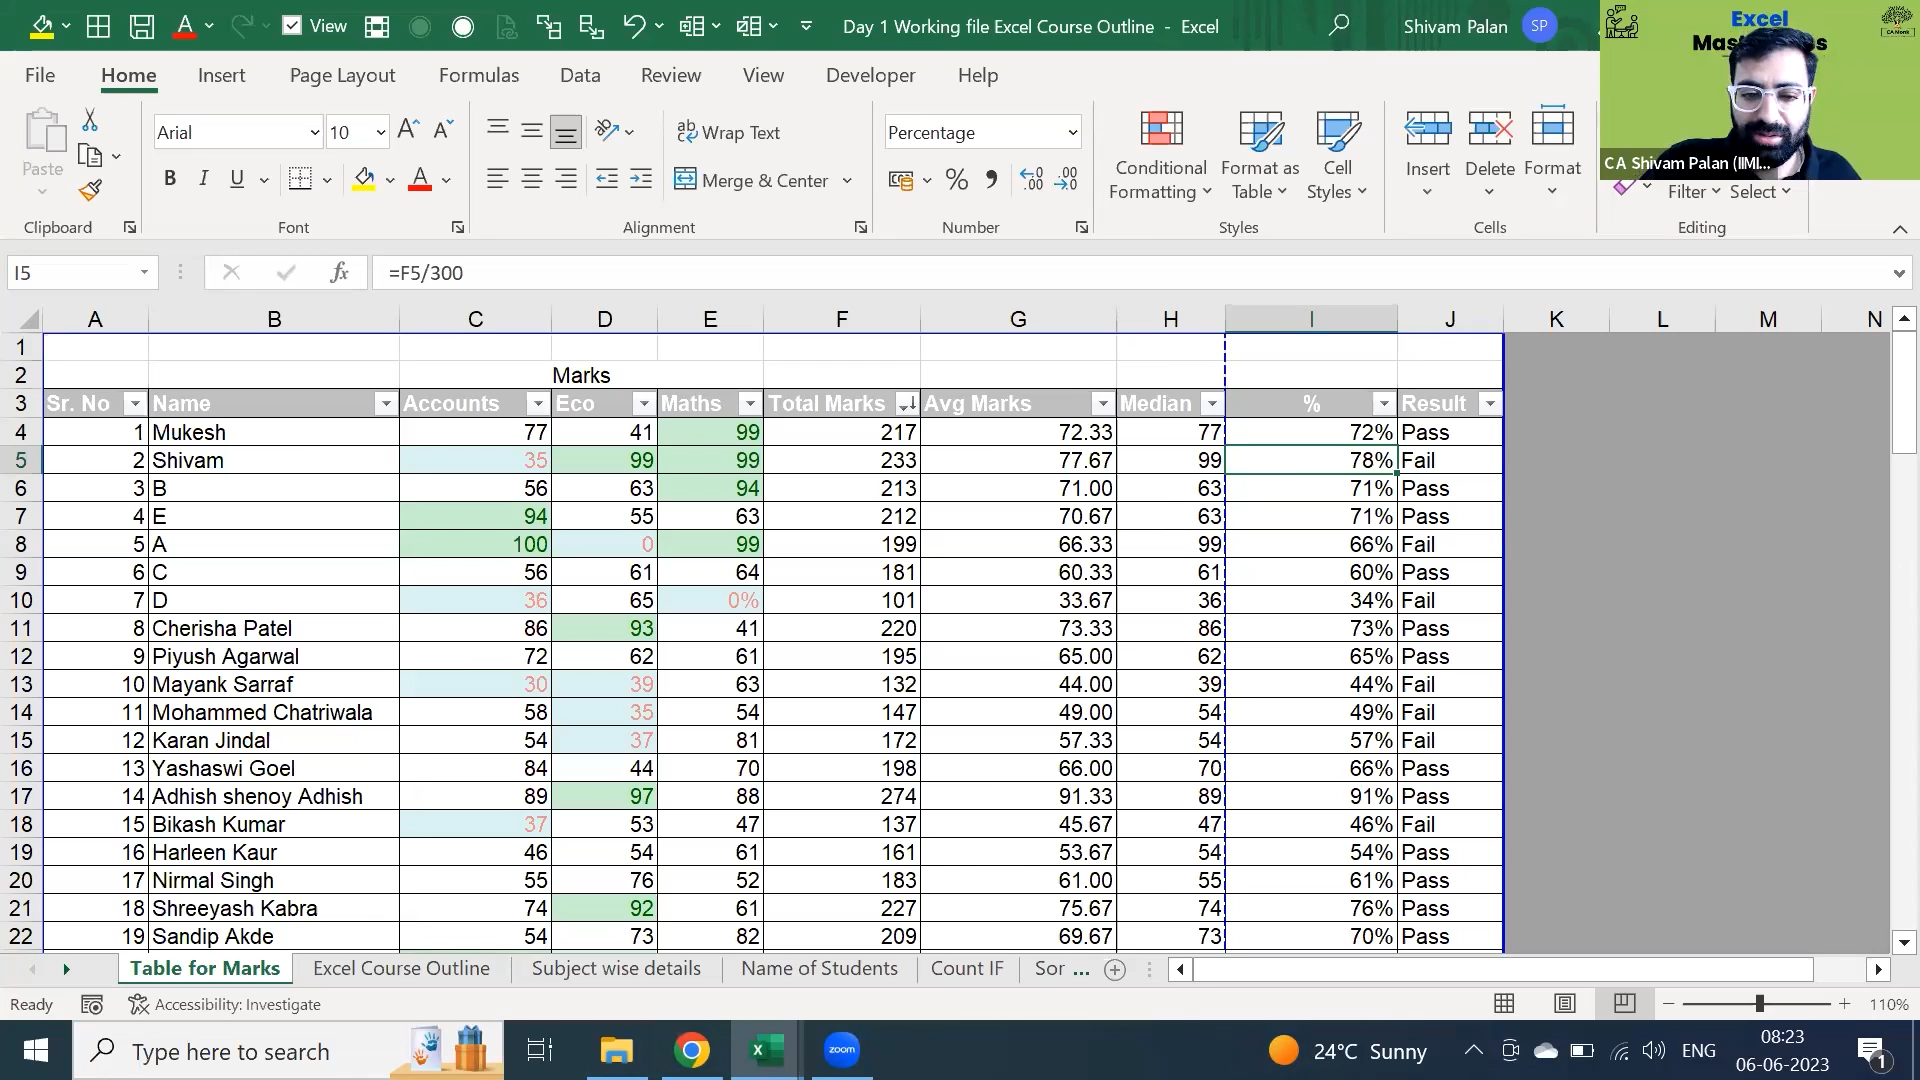 View
Day 1 Working file Excel Course Outline - Excel
Shivam Palan
SP
Excel
CA Monk
File Home Insert Page Layout Formulas Data Review View Developer Help
Paste
Arial 10
Wrap Text
Percentage
Merge & Center
Conditional Formatting
Format as Table
Cell Styles
Insert Delete Format
CA Shivam Palan (IIMI...
Filter Select
Clipboard Font Alignment Number Styles Cells Editing
I5 fx =F5/300
A B C D E F G H I J K L M N
1
2 Marks
3 Sr. No Name Accounts Eco Maths Total Marks Avg Marks Median % Result
4 1 Mukesh 77 41 99 217 72.33 77 72% Pass
5 2 Shivam 35 99 99 233 77.67 99 78% Fail
6 3 B 56 63 94 213 71.00 63 71% Pass
7 4 E 94 55 63 212 70.67 63 71% Pass
8 5 A 100 0 99 199 66.33 99 66% Fail
9 6 C 56 61 64 181 60.33 61 60% Pass
10 7 D 36 65 0% 101 33.67 36 34% Fail
11 8 Cherisha Patel 86 93 41 220 73.33 86 73% Pass
12 9 Piyush Agarwal 72 62 61 195 65.00 62 65% Pass
13 10 Mayank Sarraf 30 39 63 132 44.00 39 44% Fail
14 11 Mohammed Chatriwala 58 35 54 147 49.00 54 49% Fail
15 12 Karan Jindal 54 37 81 172 57.33 54 57% Fail
16 13 Yashaswi Goel 84 44 70 198 66.00 70 66% Pass
17 14 Adhish shenoy Adhish 89 97 88 274 91.33 89 91% Pass
18 15 Bikash Kumar 37 53 47 137 45.67 47 46% Fail
19 16 Harleen Kaur 46 54 61 161 53.67 54 54% Pass
20 17 Nirmal Singh 55 76 52 183 61.00 55 61% Pass
21 18 Shreeyash Kabra 74 92 61 227 75.67 74 76% Pass
22 19 Sandip Akde 54 73 82 209 69.67 73 70% Pass
Table for Marks Excel Course Outline Subject wise details Name of Students Count IF Sor ...
Ready Accessibility: Investigate 110%
Type here to search
zoom
24°C Sunny
ENG
08:23
06-06-2023
1